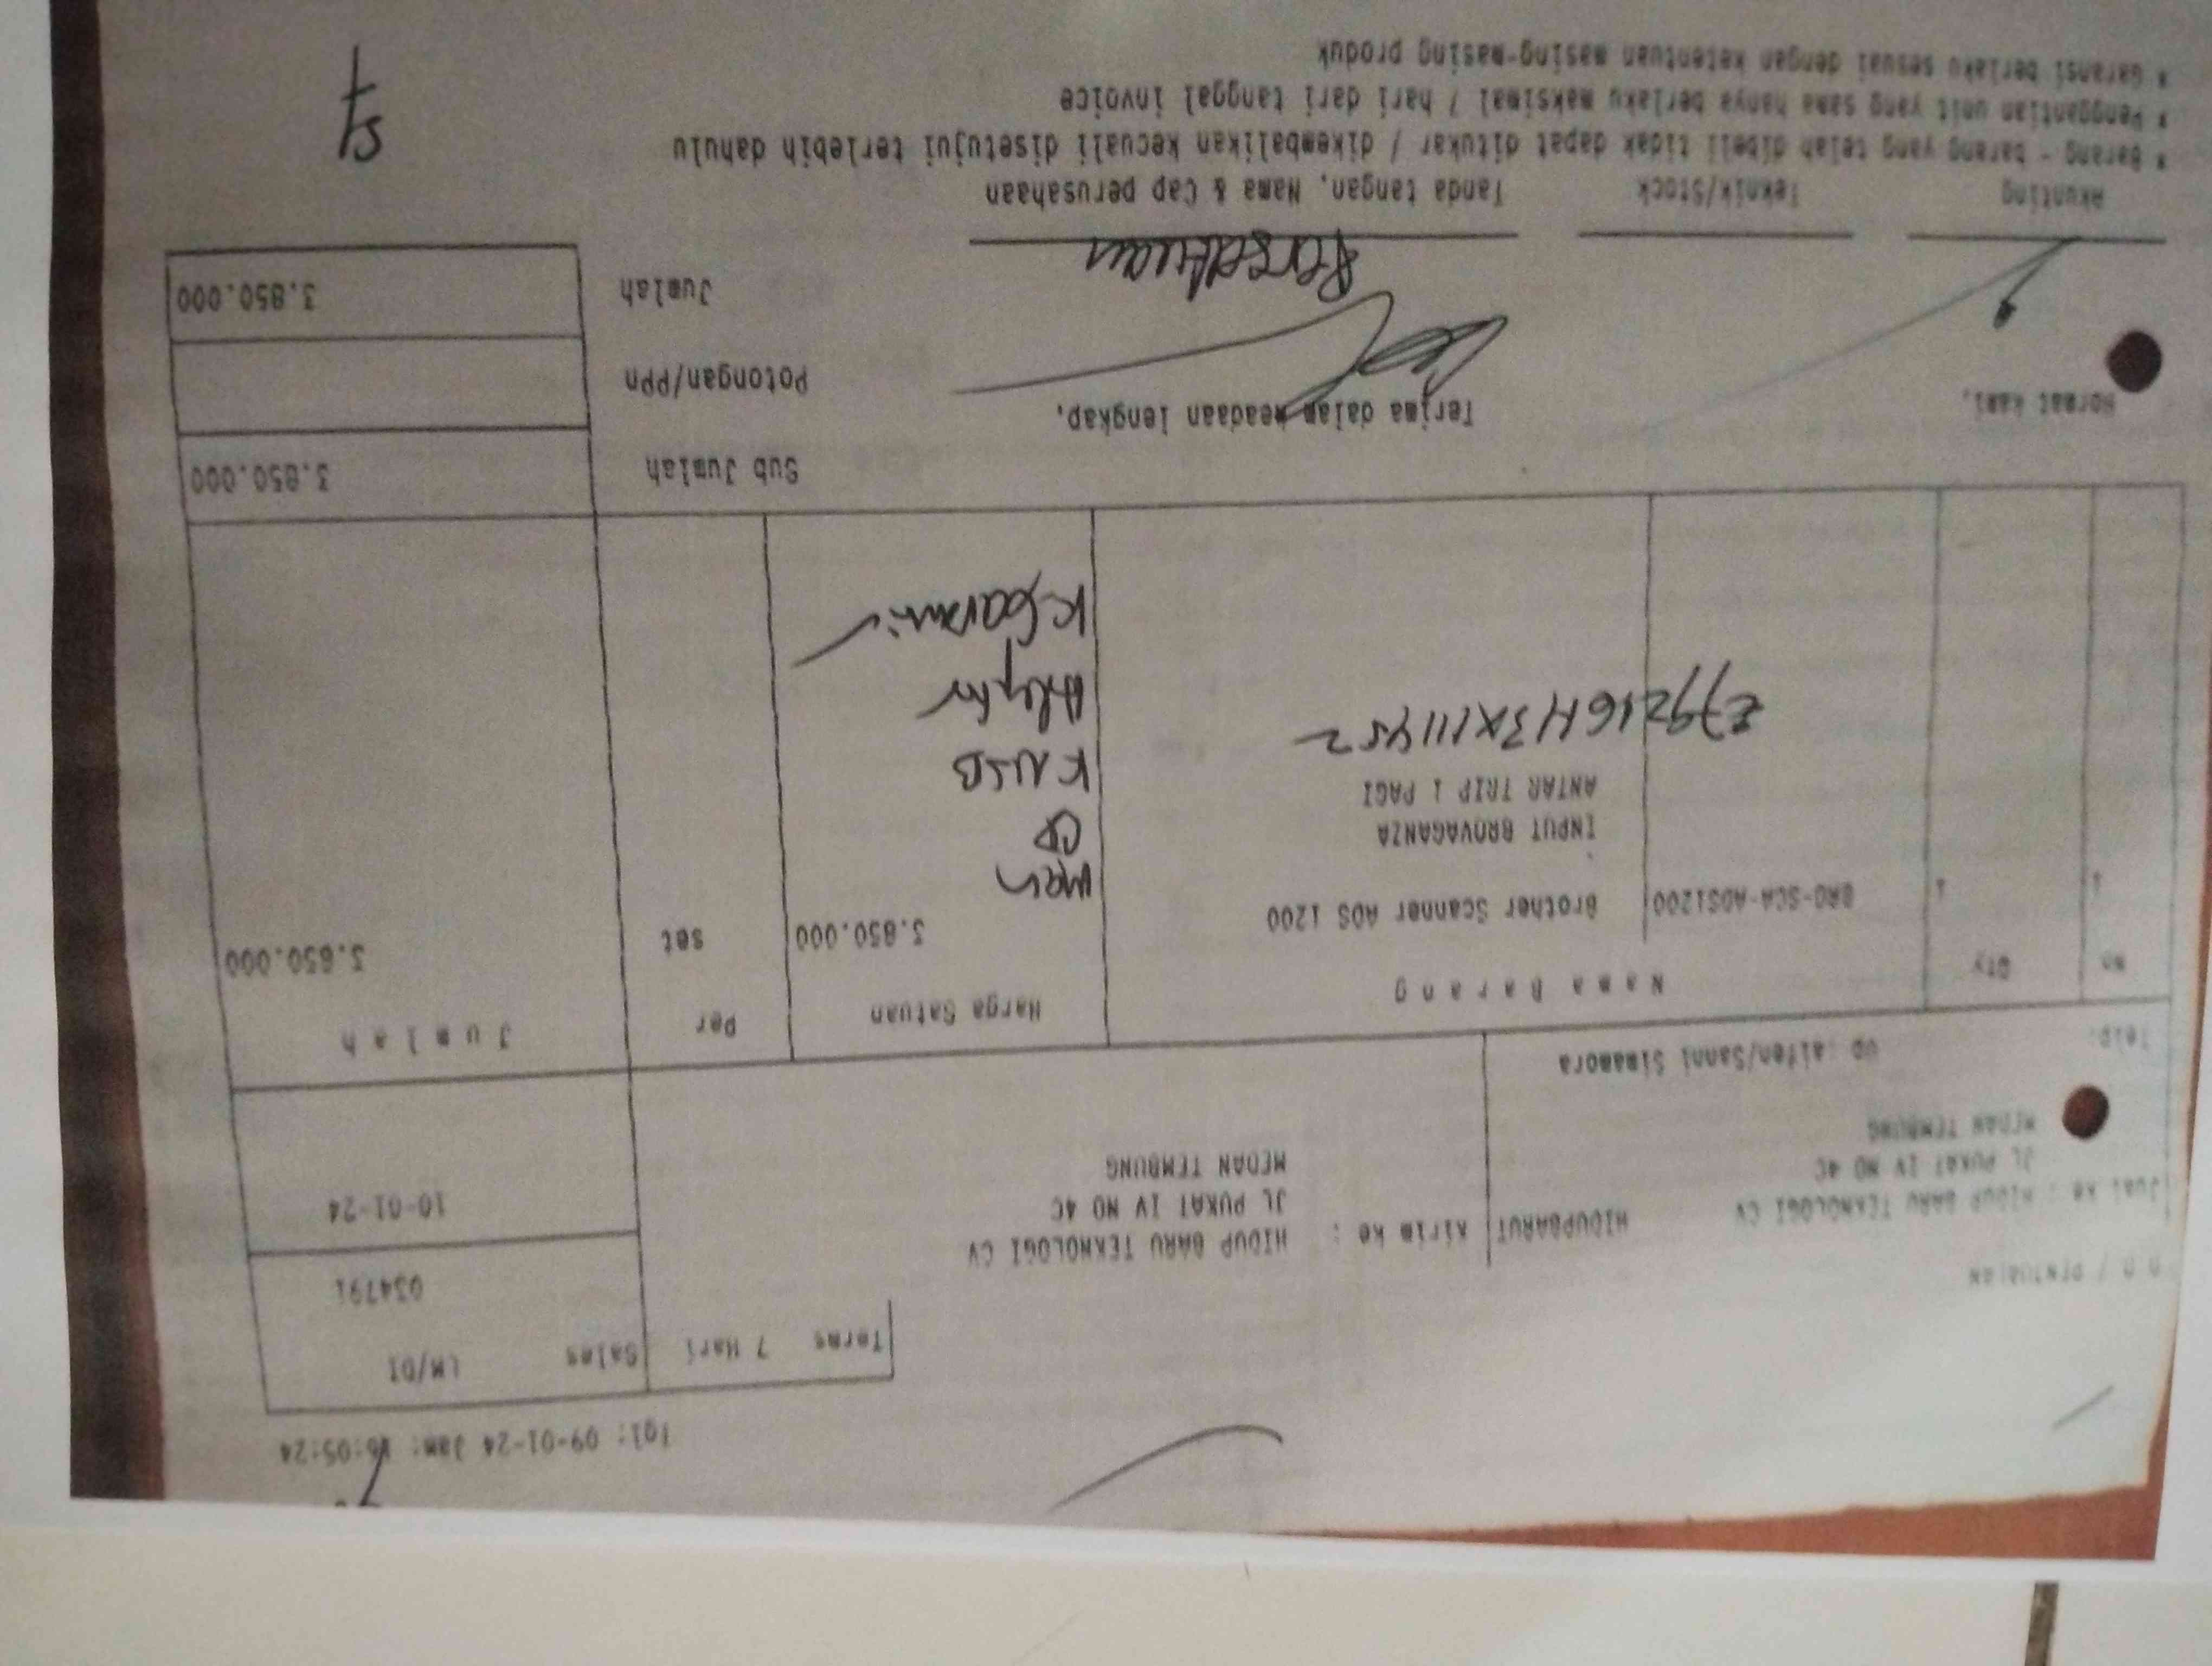 Tgl: 09-01-24 Jam: 16:05:24
Terms 7 Hari Sales LM/DI
D O / PENJUALAN
034791
Jual ke : HIDUP BARU TEKNOLOGI CV HIDUPBARUT
JL PUKAT IV NO 4C
MEDAN TEMBUNG
Kirim ke : HIDUP BARU TEKNOLOGI CV
JL PUKAT IV NO 4C
MEDAN TEMBUNG
10-01-24
Telp. Up alfen/Sanni Simamora
No Qty Nama Barang Harga Satuan Per Jumlah
1 1 BRO-SCA-ADS1200 Brother Scanner ADS 1200 3.850.000 set 3.850.000
INPUT BROVAGANZA
ANTAR TRIP 1 PAGI
CD
K USB
Sub Jumlah 3.850.000
Hormat kami, Terima dalam keadaan lengkap,
Potongan/PPn
Jumlah 3.850.000
Akunting Teknik/Stock Tanda tangan, Nama & Cap perusahaan
* Barang - barang yang telah dibeli tidak dapat ditukar / dikembalikan kecuali disetujui terlebih dahulu
* Penggantian unit yang sama hanya berlaku maksimal 7 hari dari tanggal invoice
* Garansi berlaku sesuai dengan ketentuan masing-masing produk